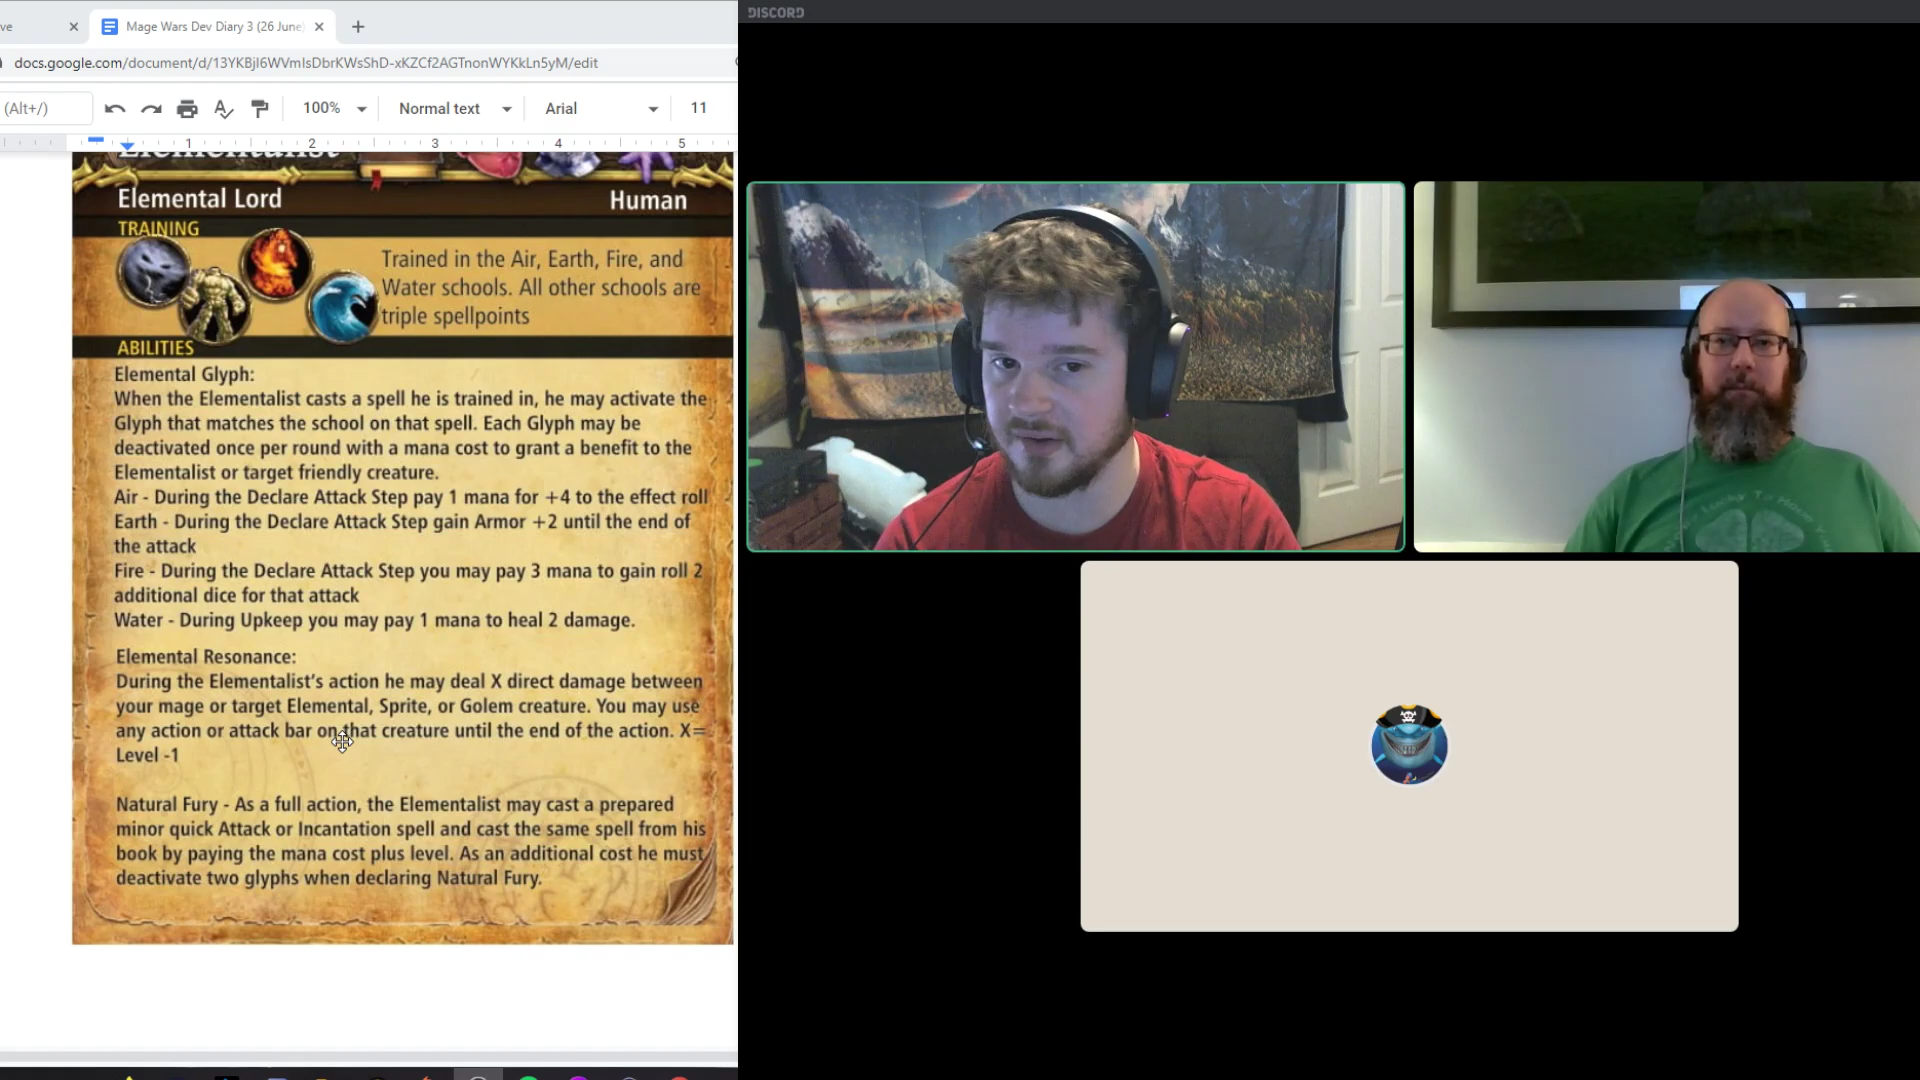 ve
Mage Wars Dev Diary 3 (26 June
docs.google.com/document/d/13YKBjI6WVmIsDbrKWsShD-xKZCf2AGTnonWYKkLn5yM/edit
(Alt+/)
100%
Normal text
Arial
11
1 2 3 4 5
DISCORD
Elementalist
Elemental Lord
Human
TRAINING
Trained in the Air, Earth, Fire, and
Water schools. All other schools are
triple spellpoints
ABILITIES
Elemental Glyph:
When the Elementalist casts a spell he is trained in, he may activate the
Glyph that matches the school on that spell. Each Glyph may be
deactivated once per round with a mana cost to grant a benefit to the
Elementalist or target friendly creature.
Air - During the Declare Attack Step pay 1 mana for +4 to the effect roll
Earth - During the Declare Attack Step gain Armor +2 until the end of
the attack
Fire - During the Declare Attack Step you may pay 3 mana to gain roll 2
additional dice for that attack
Water - During Upkeep you may pay 1 mana to heal 2 damage.
Elemental Resonance:
During the Elementalist's action he may deal X direct damage between
your mage or target Elemental, Sprite, or Golem creature. You may use
any action or attack bar on that creature until the end of the action. X=
Level -1
Natural Fury - As a full action, the Elementalist may cast a prepared
minor quick Attack or Incantation spell and cast the same spell from his
book by paying the mana cost plus level. As an additional cost he must
deactivate two glyphs when declaring Natural Fury.